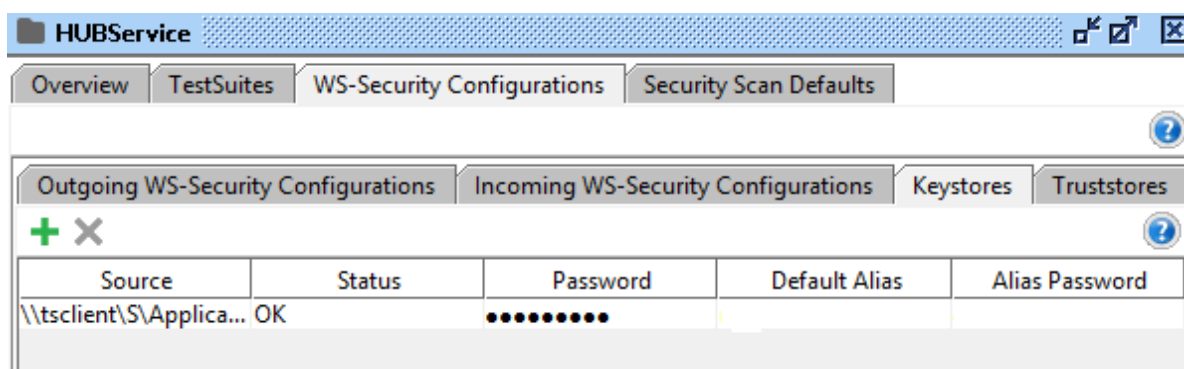 HUBService
Overview TestSuites WS-Security Configurations Security Scan Defaults
Outgoing WS-Security Configurations Incoming WS-Security Configurations Keystores Truststores
Source Status Password Default Alias Alias Password
\\tsclient\S\Applica... OK ●●●●●●●●●